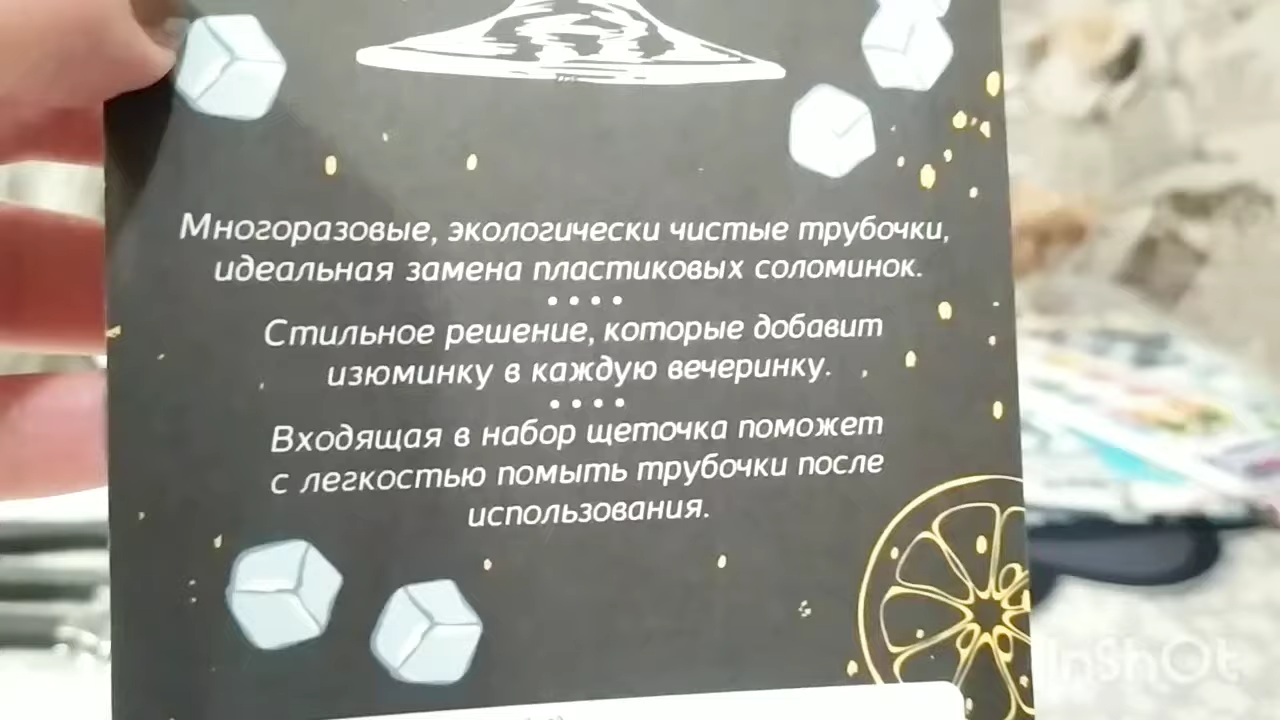 Многоразовые, экологически чистые трубочки,
идеальная замена пластиковых соломинок.
Стильное решение, которые добавит
изюминку в каждую вечеринку.
Входящая в набор щеточка поможет
с легкостью помыть трубочки после
использования.
InShOt